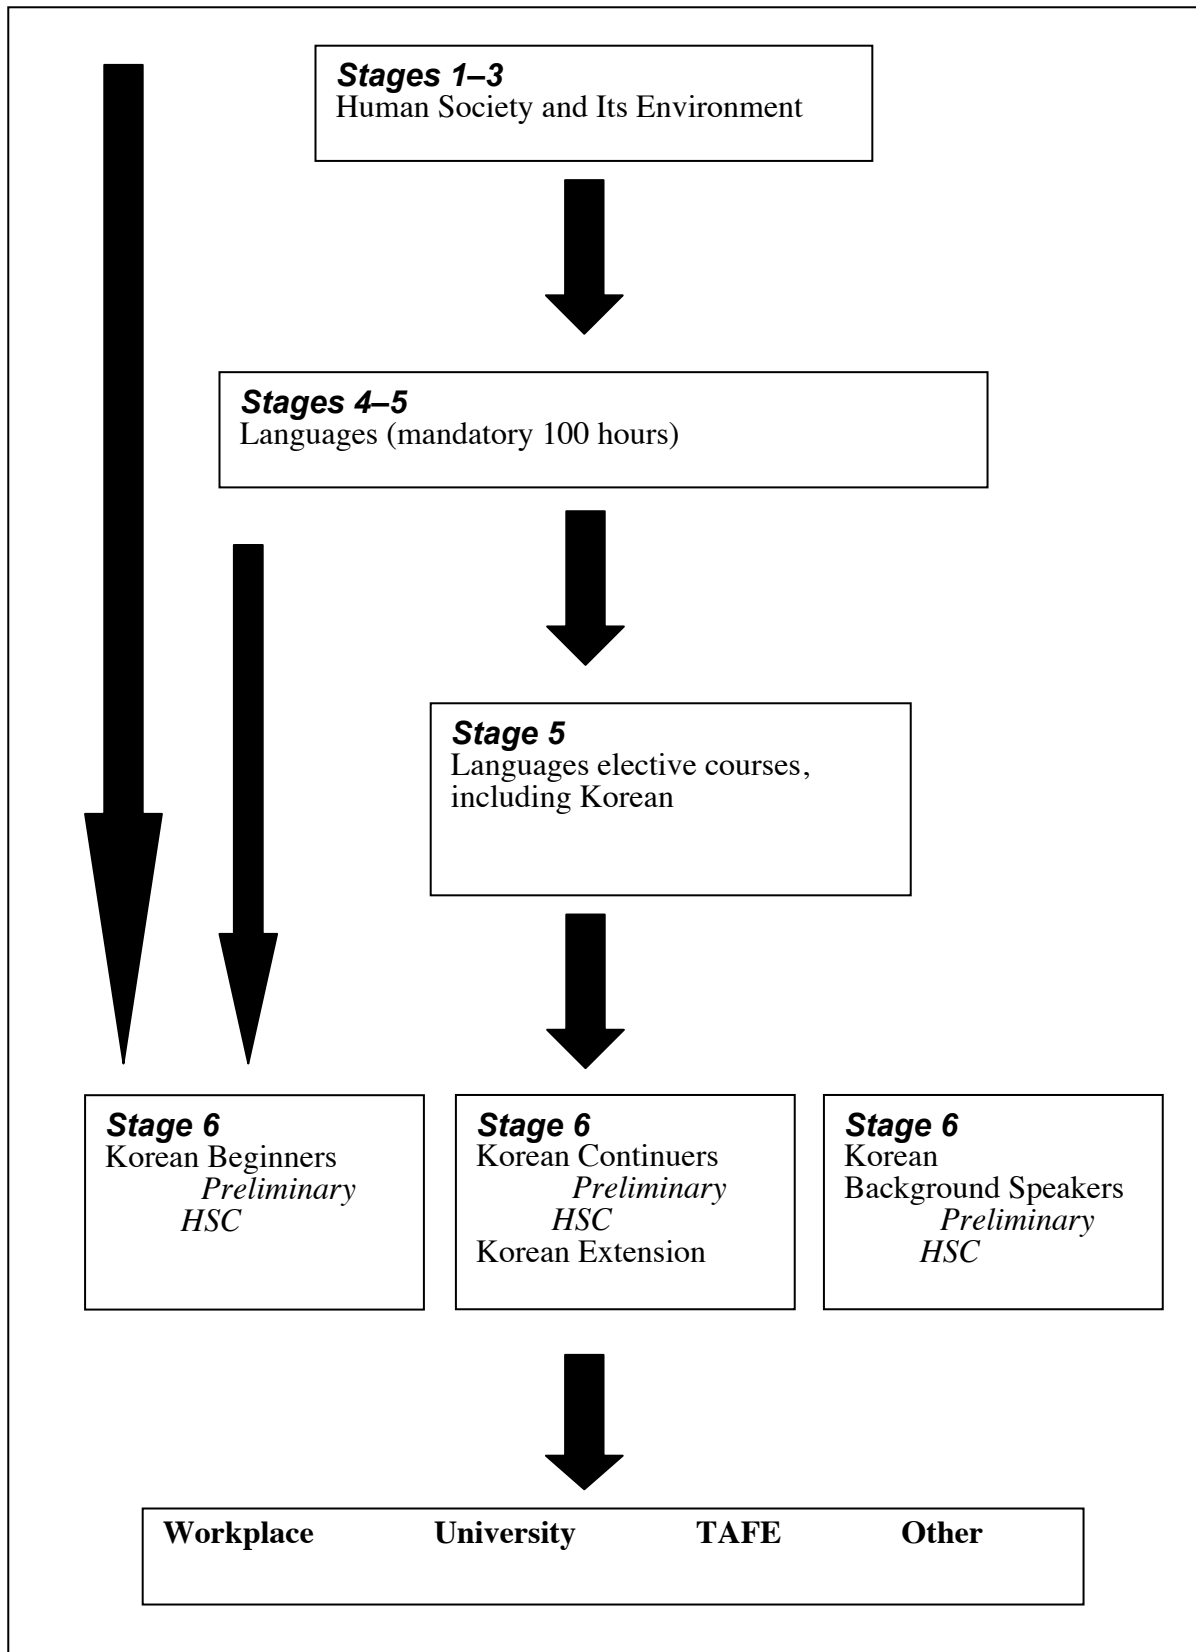 Stages 1–3
Human Society and Its Environment
Stages 4–5
Languages (mandatory 100 hours)
Stage 5
Languages elective courses,
including Korean
Stage 6
Korean Beginners
Preliminary
HSC
Stage 6
Korean Continuers
Preliminary
HSC
Korean Extension
Stage 6
Korean
Background Speakers
Preliminary
HSC
Workplace University TAFE Other